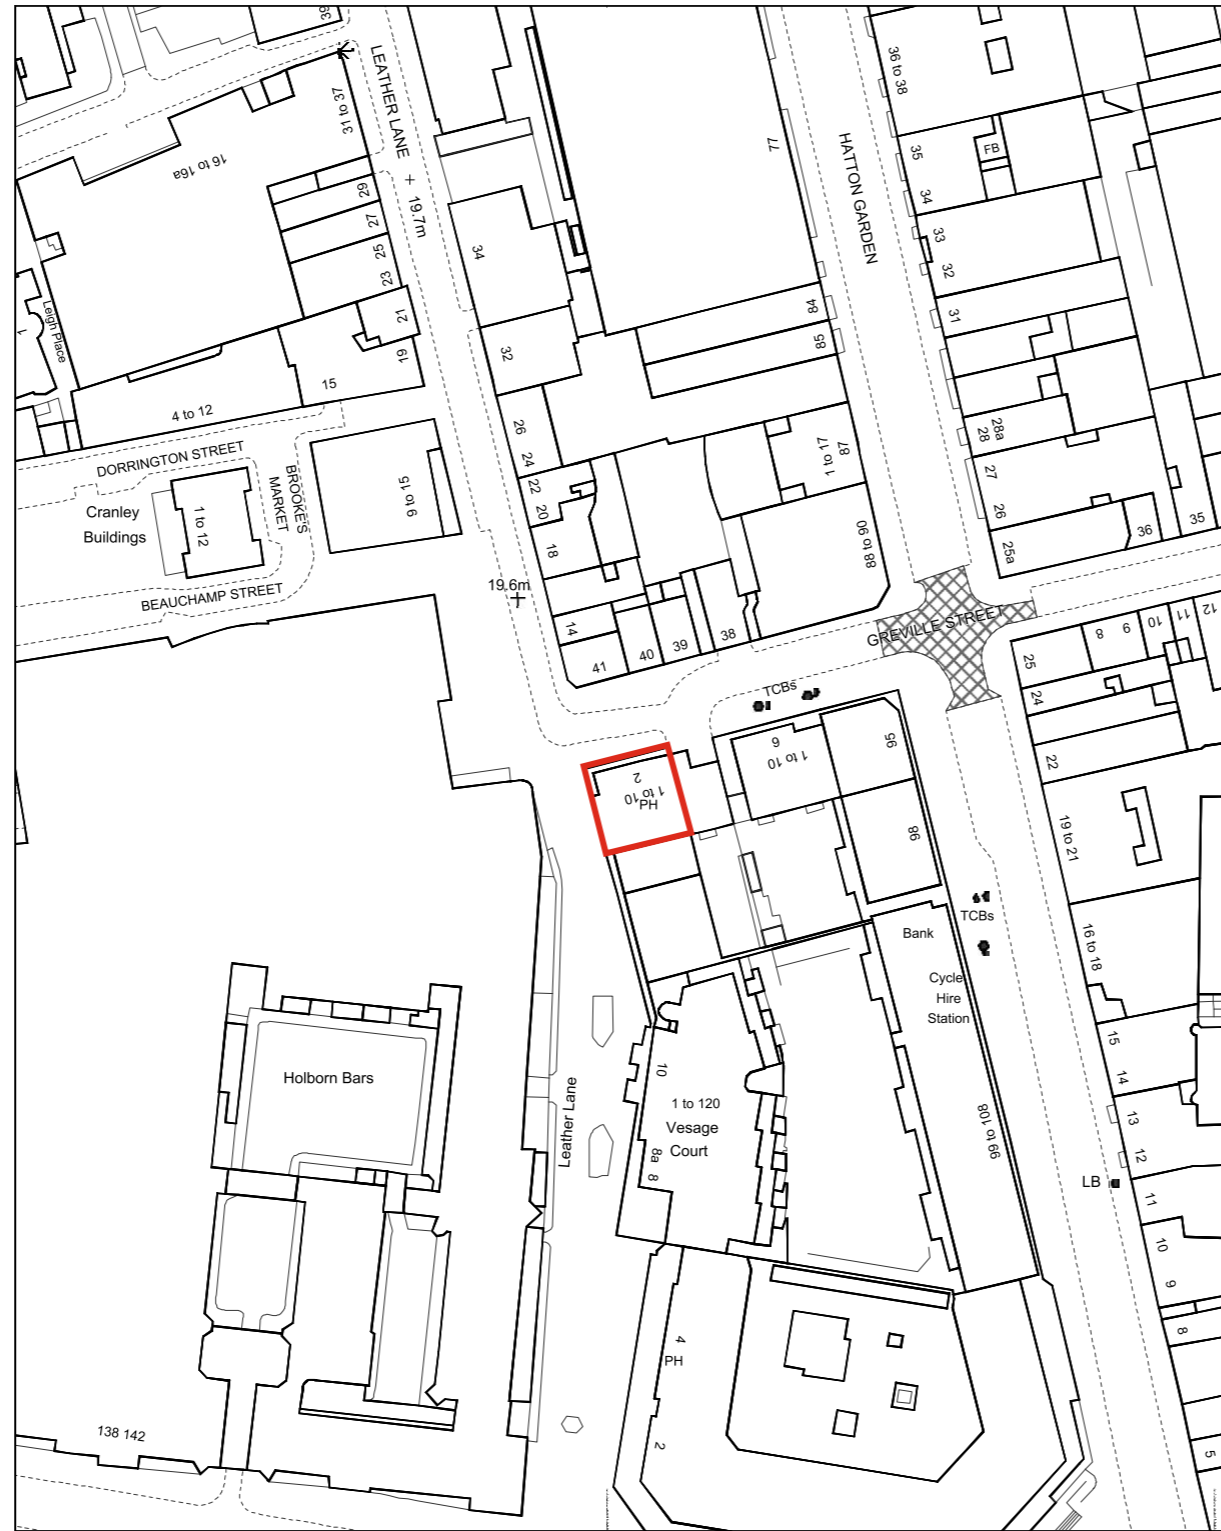 39
LEATHER LANE
31 to 37
16 to 16a
19.7m
29
27
25
23
21
19
Leigh Place
1
15
4 to 12
DORRINGTON STREET
BROOKE'S
MARKET
Cranley
Buildings
1 to 12
9 to 15
BEAUCHAMP STREET
34
32
26
24
22
20
18
14
41
40
39
38
19.6m
77
84
85
87
1 to 17
88 to 90
HATTON GARDEN
36 to 38
35
34
FB
33
32
31
28a
28
27
26
25a
36
35
GREVILLE STREET
25
8
9
10
11
12
24
22
19 to 21
16 to 18
15
14
13
12
LB
11
10
9
8
5
TCBs
2
1 to 10
PH
6
1 to 10
95
98
TCBs
Bank
Cycle
Hire
Station
99 to 108
Holborn Bars
Leather Lane
10
1 to 120
Vesage
Court
8a
8
4
PH
2
138 142